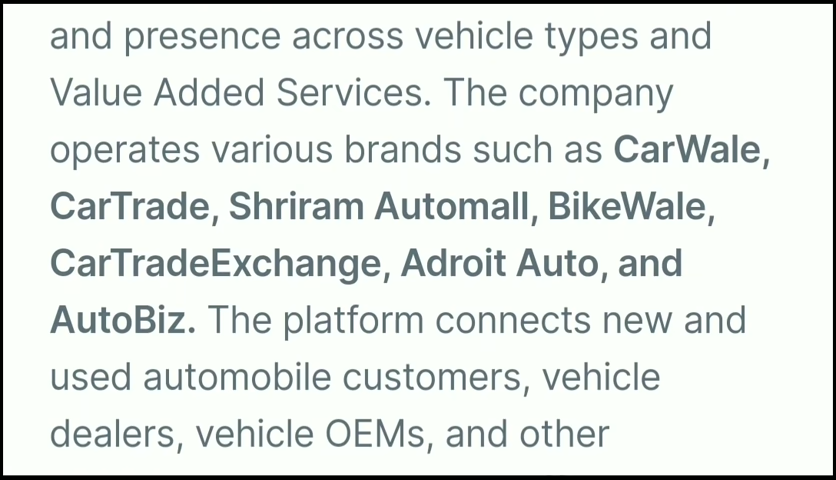 and presence across vehicle types and
Value Added Services. The company
operates various brands such as CarWale,
CarTrade, Shriram Automall, BikeWale,
CarTradeExchange, Adroit Auto, and
AutoBiz. The platform connects new and
used automobile customers, vehicle
dealers, vehicle OEMs, and other